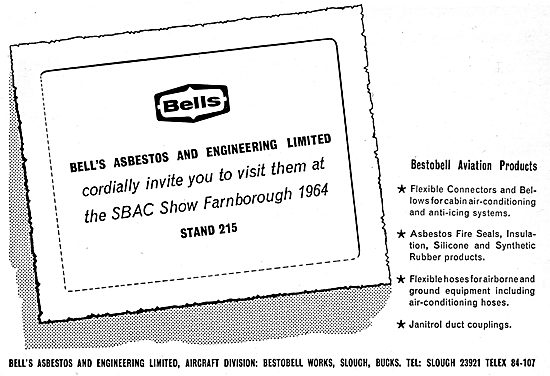 Bells
BELL'S ASBESTOS AND ENGINEERING LIMITED
cordially invite you to visit them at
the SBAC Show Farnborough 1964
STAND 215
Bestobell Aviation Products
★ Flexible Connectors and Bel-
lows for cabin air-conditioning
and anti-icing systems.
★ Asbestos Fire Seals, Insula-
tion, Silicone and Synthetic
Rubber products.
★ Flexible hoses for airborne and
ground equipment including
air-conditioning hoses.
★ Janitrol duct couplings.
BELL'S ASBESTOS AND ENGINEERING LIMITED, AIRCRAFT DIVISION: BESTOBELL WORKS, SLOUGH, BUCKS. TEL: SLOUGH 23921 TELEX 84-107